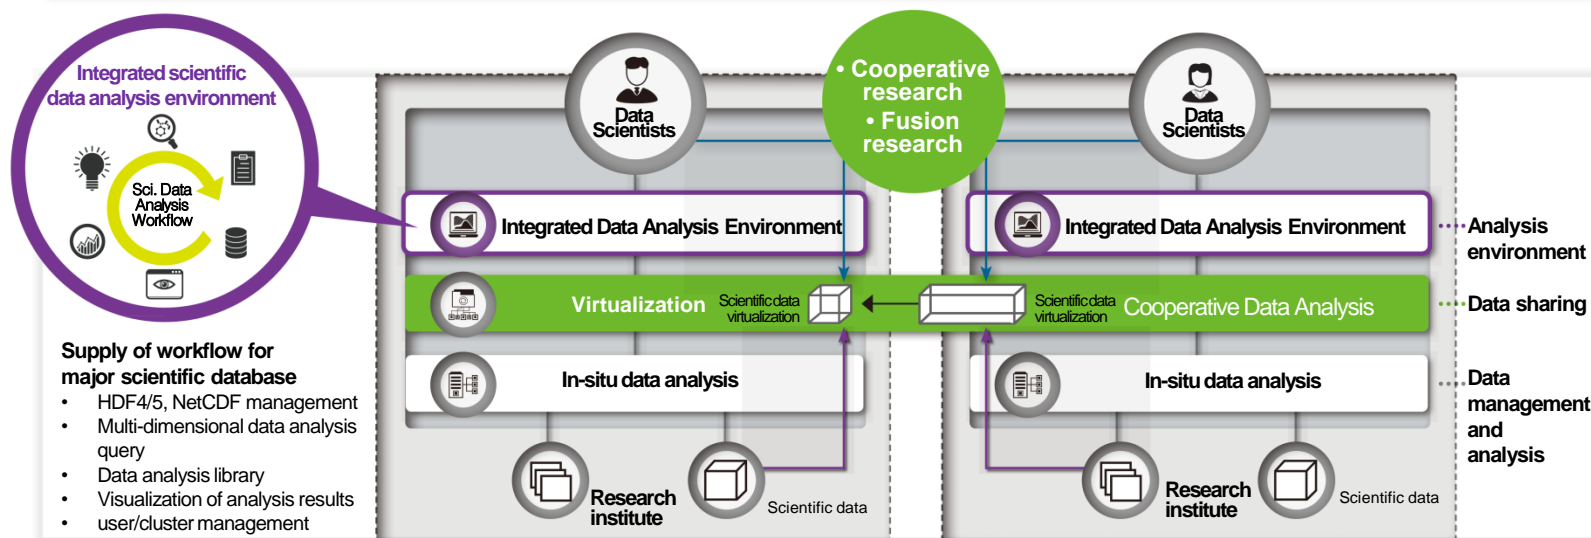 Integrated scientific
data analysis environment
Sci. Data
Analysis
Workflow
Supply of workflow for
major scientific database
• HDF4/5, NetCDF management
• Multi-dimensional data analysis
query
• Data analysis library
• Visualization of analysis results
• user/cluster management
Data
Scientists
• Cooperative
research
• Fusion
research
Data
Scientists
Integrated Data Analysis Environment
Integrated Data Analysis Environment
Analysis
environment
Virtualization
Scientific data
virtualization
Scientific data
virtualization
Cooperative Data Analysis
Data sharing
In-situ data analysis
In-situ data analysis
Data
management
and
analysis
Research
institute
Scientific data
Research
institute
Scientific data